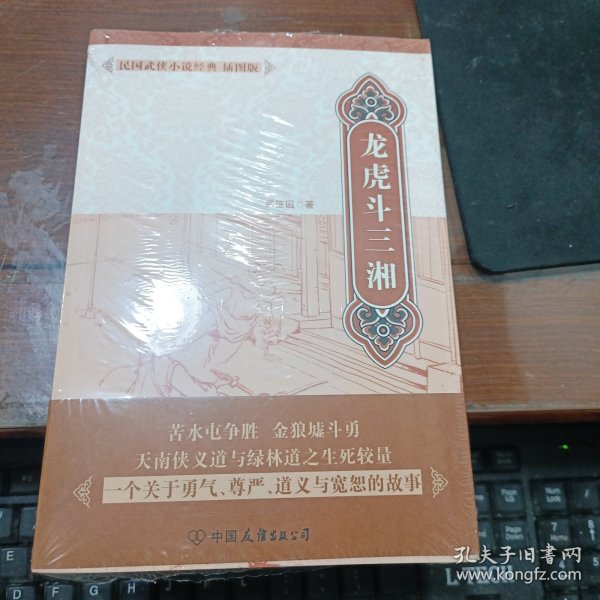 民国武侠小说经典 插图版
龙虎斗三湘
郑证因◎著
苦水屯争胜 金狼墟斗勇
天南侠义道与绿林道之生死较量
一个关于勇气、尊严、道义与宽恕的故事
中国友谊出版公司
孔夫子旧书网
www.kongfz.com